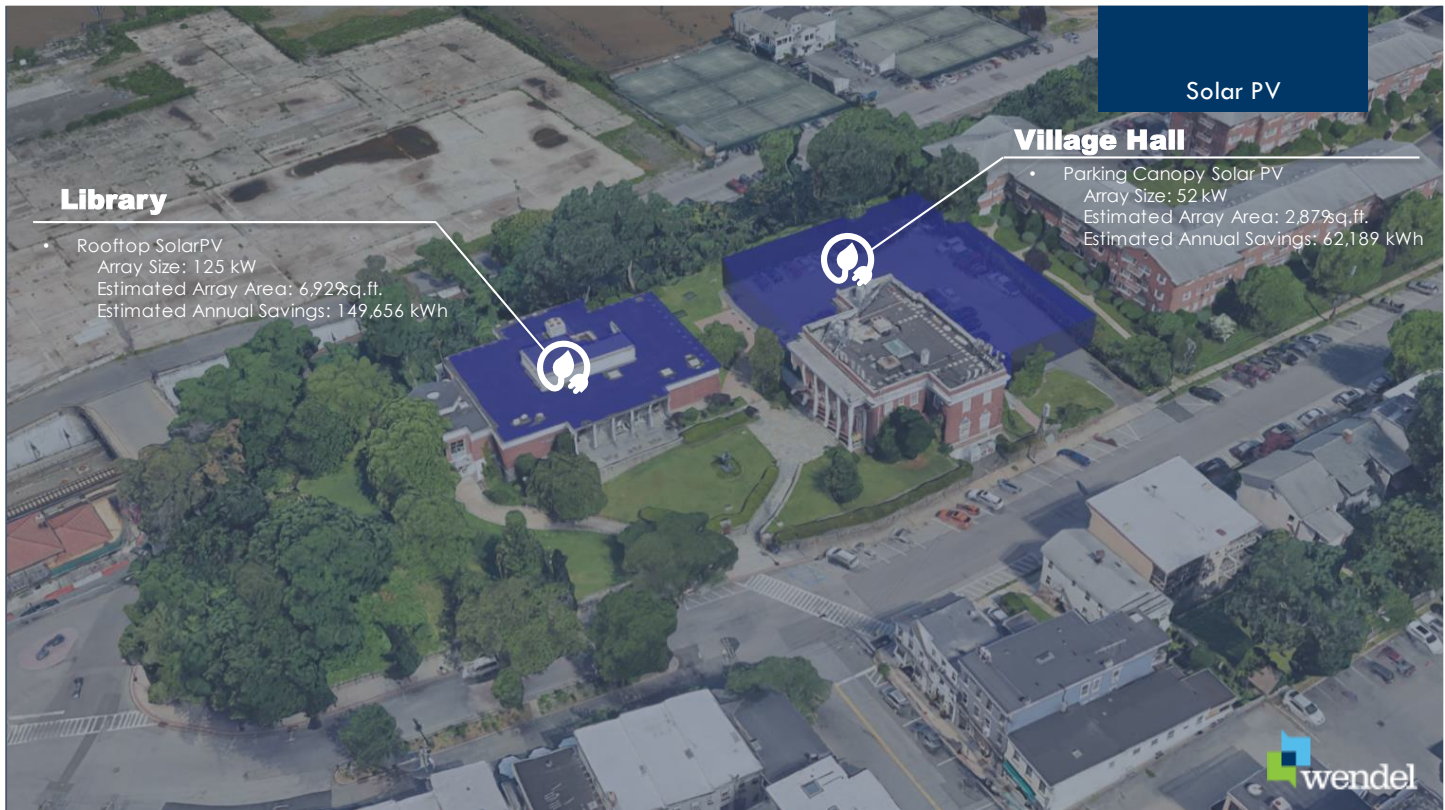 Solar PV
Village Hall
• Parking Canopy Solar PV
Array Size: 52 kW
Estimated Array Area: 2,879sq.ft.
Estimated Annual Savings: 62,189 kWh
Library
• Rooftop SolarPV
Array Size: 125 kW
Estimated Array Area: 6,929sq.ft.
Estimated Annual Savings: 149,656 kWh
wendel